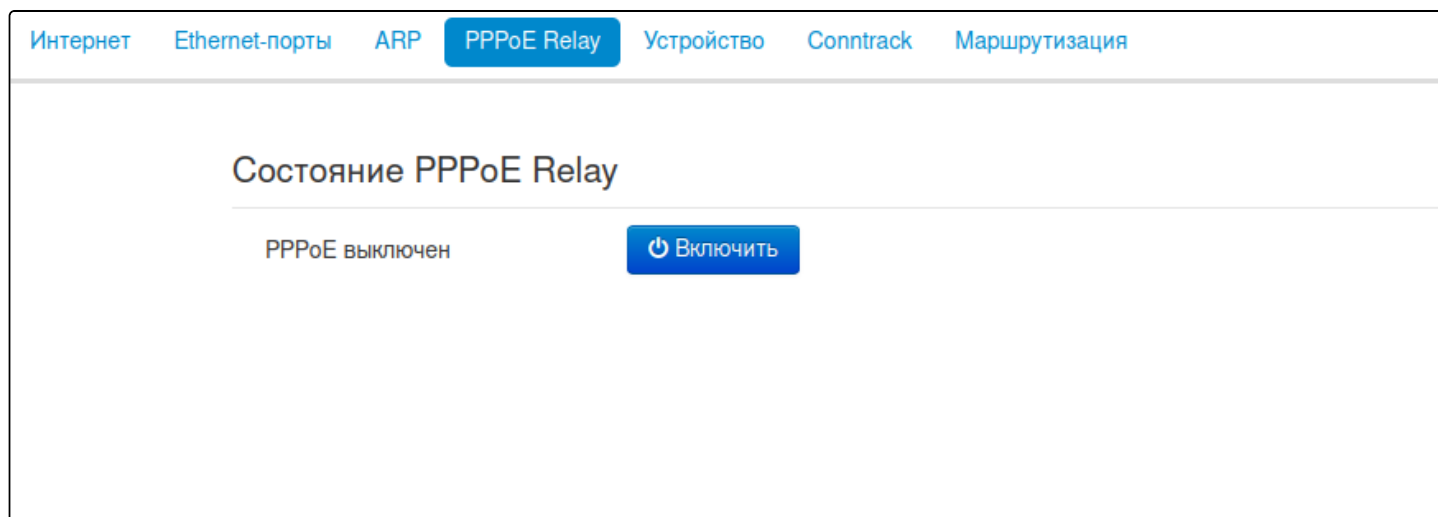 Интернет Ethernet-порты ARP PPPoE Relay Устройство Conntrack Маршрутизация
Состояние PPPoE Relay
PPPoE выключен Включить